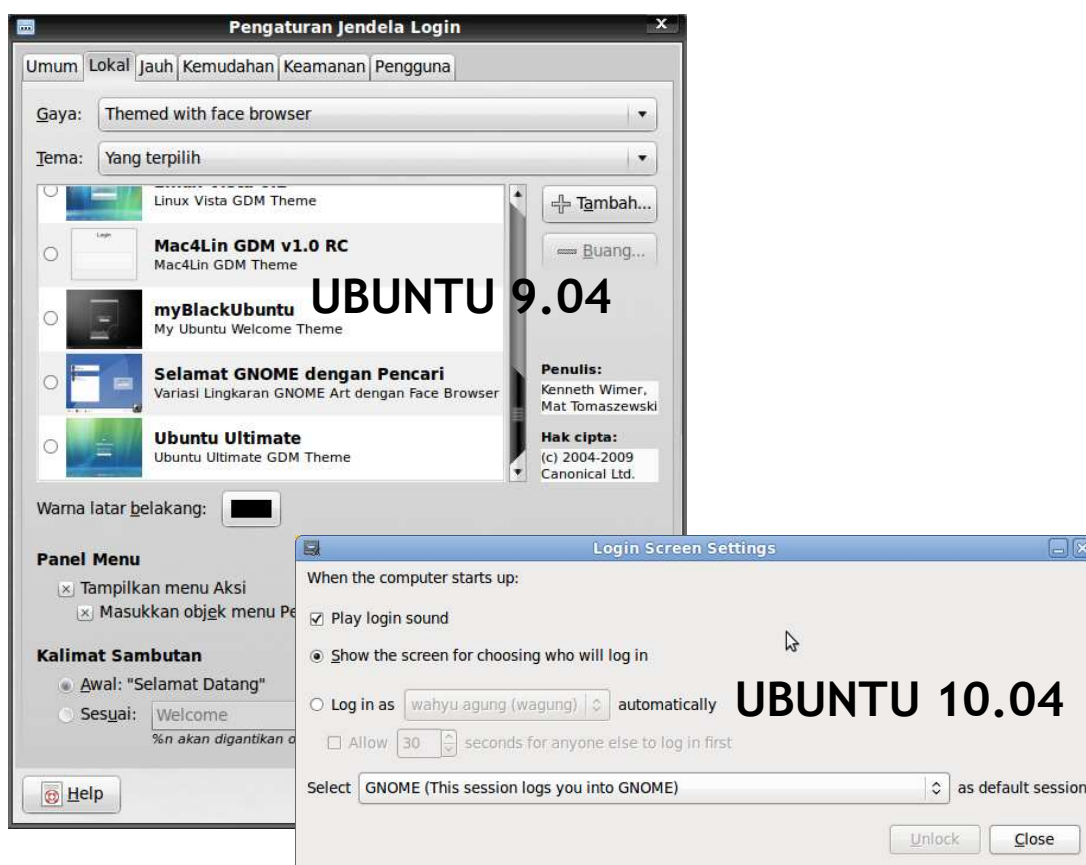 Pengaturan Jendela Login
Umum Lokal Jauh Kemudahan Keamanan Pengguna
Gaya: Themed with face browser
Tema: Yang terpilih
Linux Vista GDM Theme
Mac4Lin GDM v1.0 RC
Mac4Lin GDM Theme
myBlackUbuntu
My Ubuntu Welcome Theme
Selamat GNOME dengan Pencari
Variasi Lingkaran GNOME Art dengan Face Browser
Ubuntu Ultimate
Ubuntu Ultimate GDM Theme
Tambah...
Buang...
UBUNTU 9.04
Penulis:
Kenneth Wimer,
Mat Tomaszewski
Hak cipta:
(c) 2004-2009
Canonical Ltd.
Warna latar belakang:
Panel Menu
Tampilkan menu Aksi
Masukkan objek menu
Kalimat Sambutan
Awal: "Selamat Datang"
Sesuai: Welcome
%n akan digantikan
Help
Login Screen Settings
When the computer starts up:
Play login sound
Show the screen for choosing who will log in
Log in as wahyu agung (wagung) automatically
UBUNTU 10.04
Allow 30 seconds for anyone else to log in first
Select GNOME (This session logs you into GNOME) as default session
Unlock Close